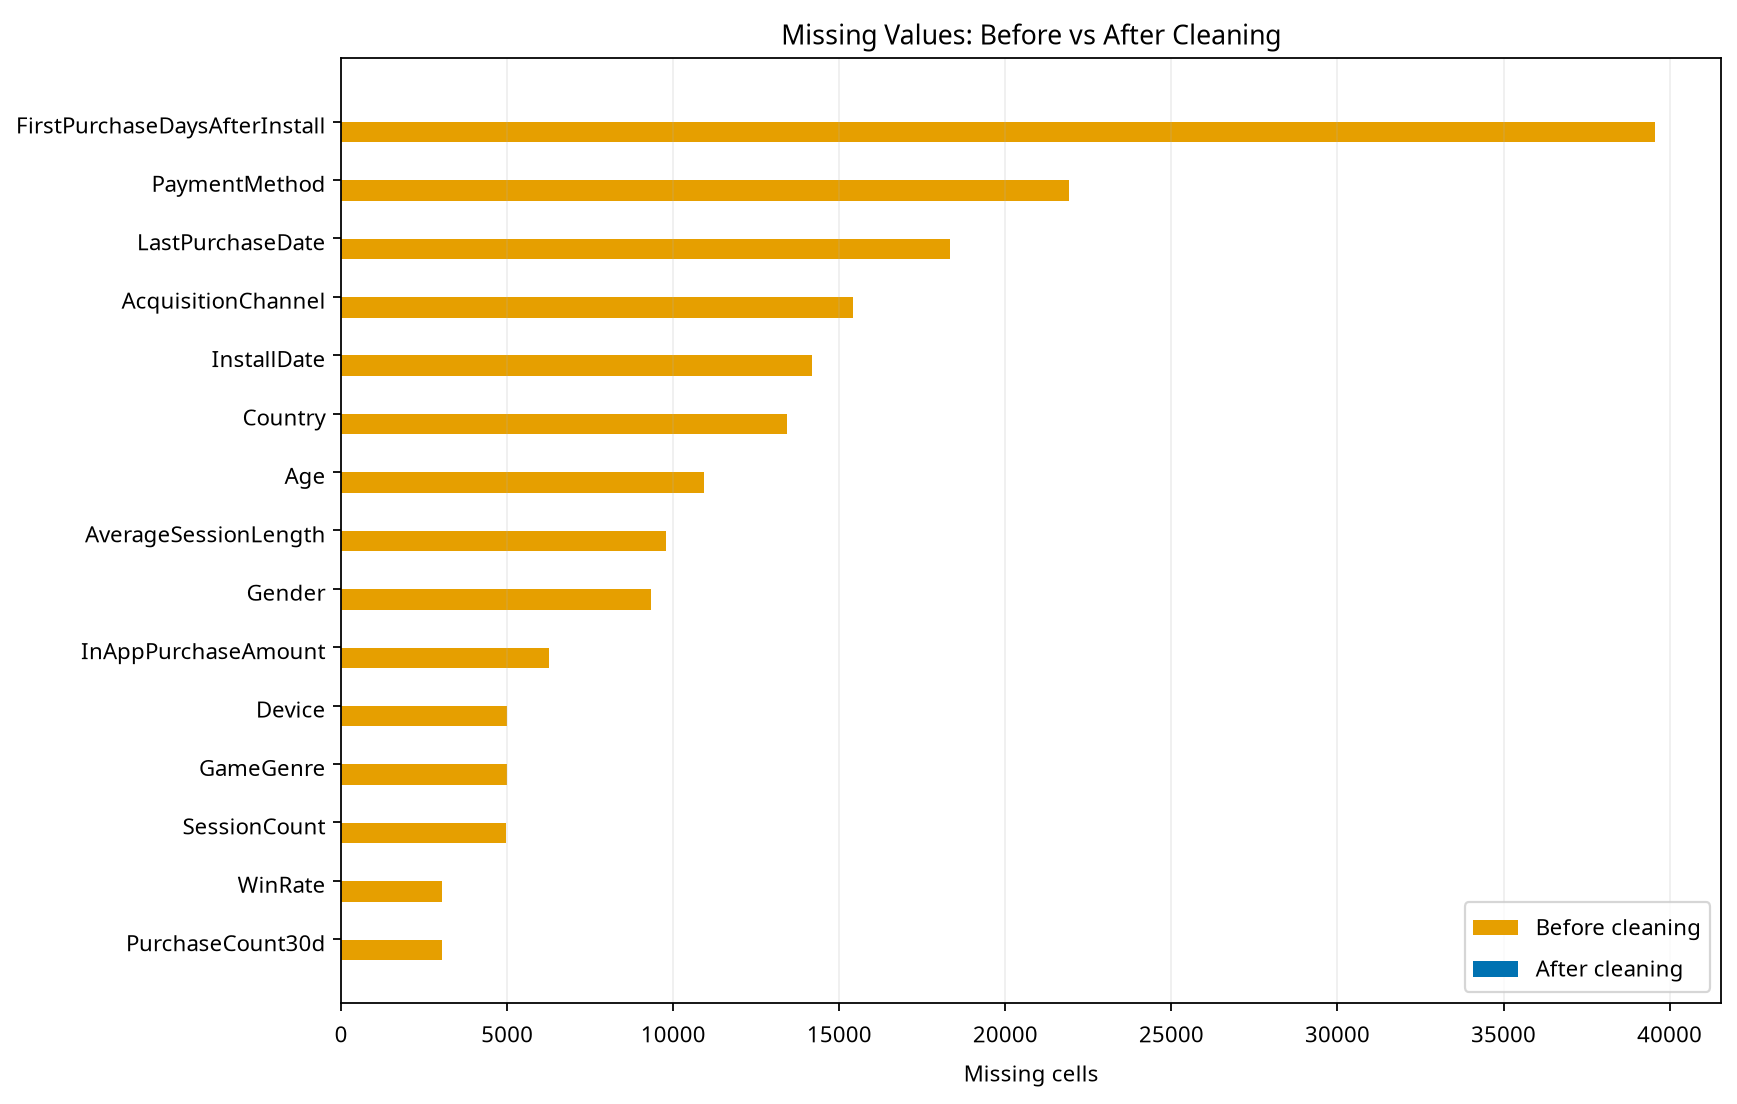 Missing Values: Before vs After Cleaning
FirstPurchaseDaysAfterInstall
PaymentMethod
LastPurchaseDate
AcquisitionChannel
InstallDate
Country
Age
AverageSessionLength
Gender
InAppPurchaseAmount
Device
GameGenre
SessionCount
WinRate
PurchaseCount30d
Before cleaning
After cleaning
0 5000 10000 15000 20000 25000 30000 35000 40000
Missing cells